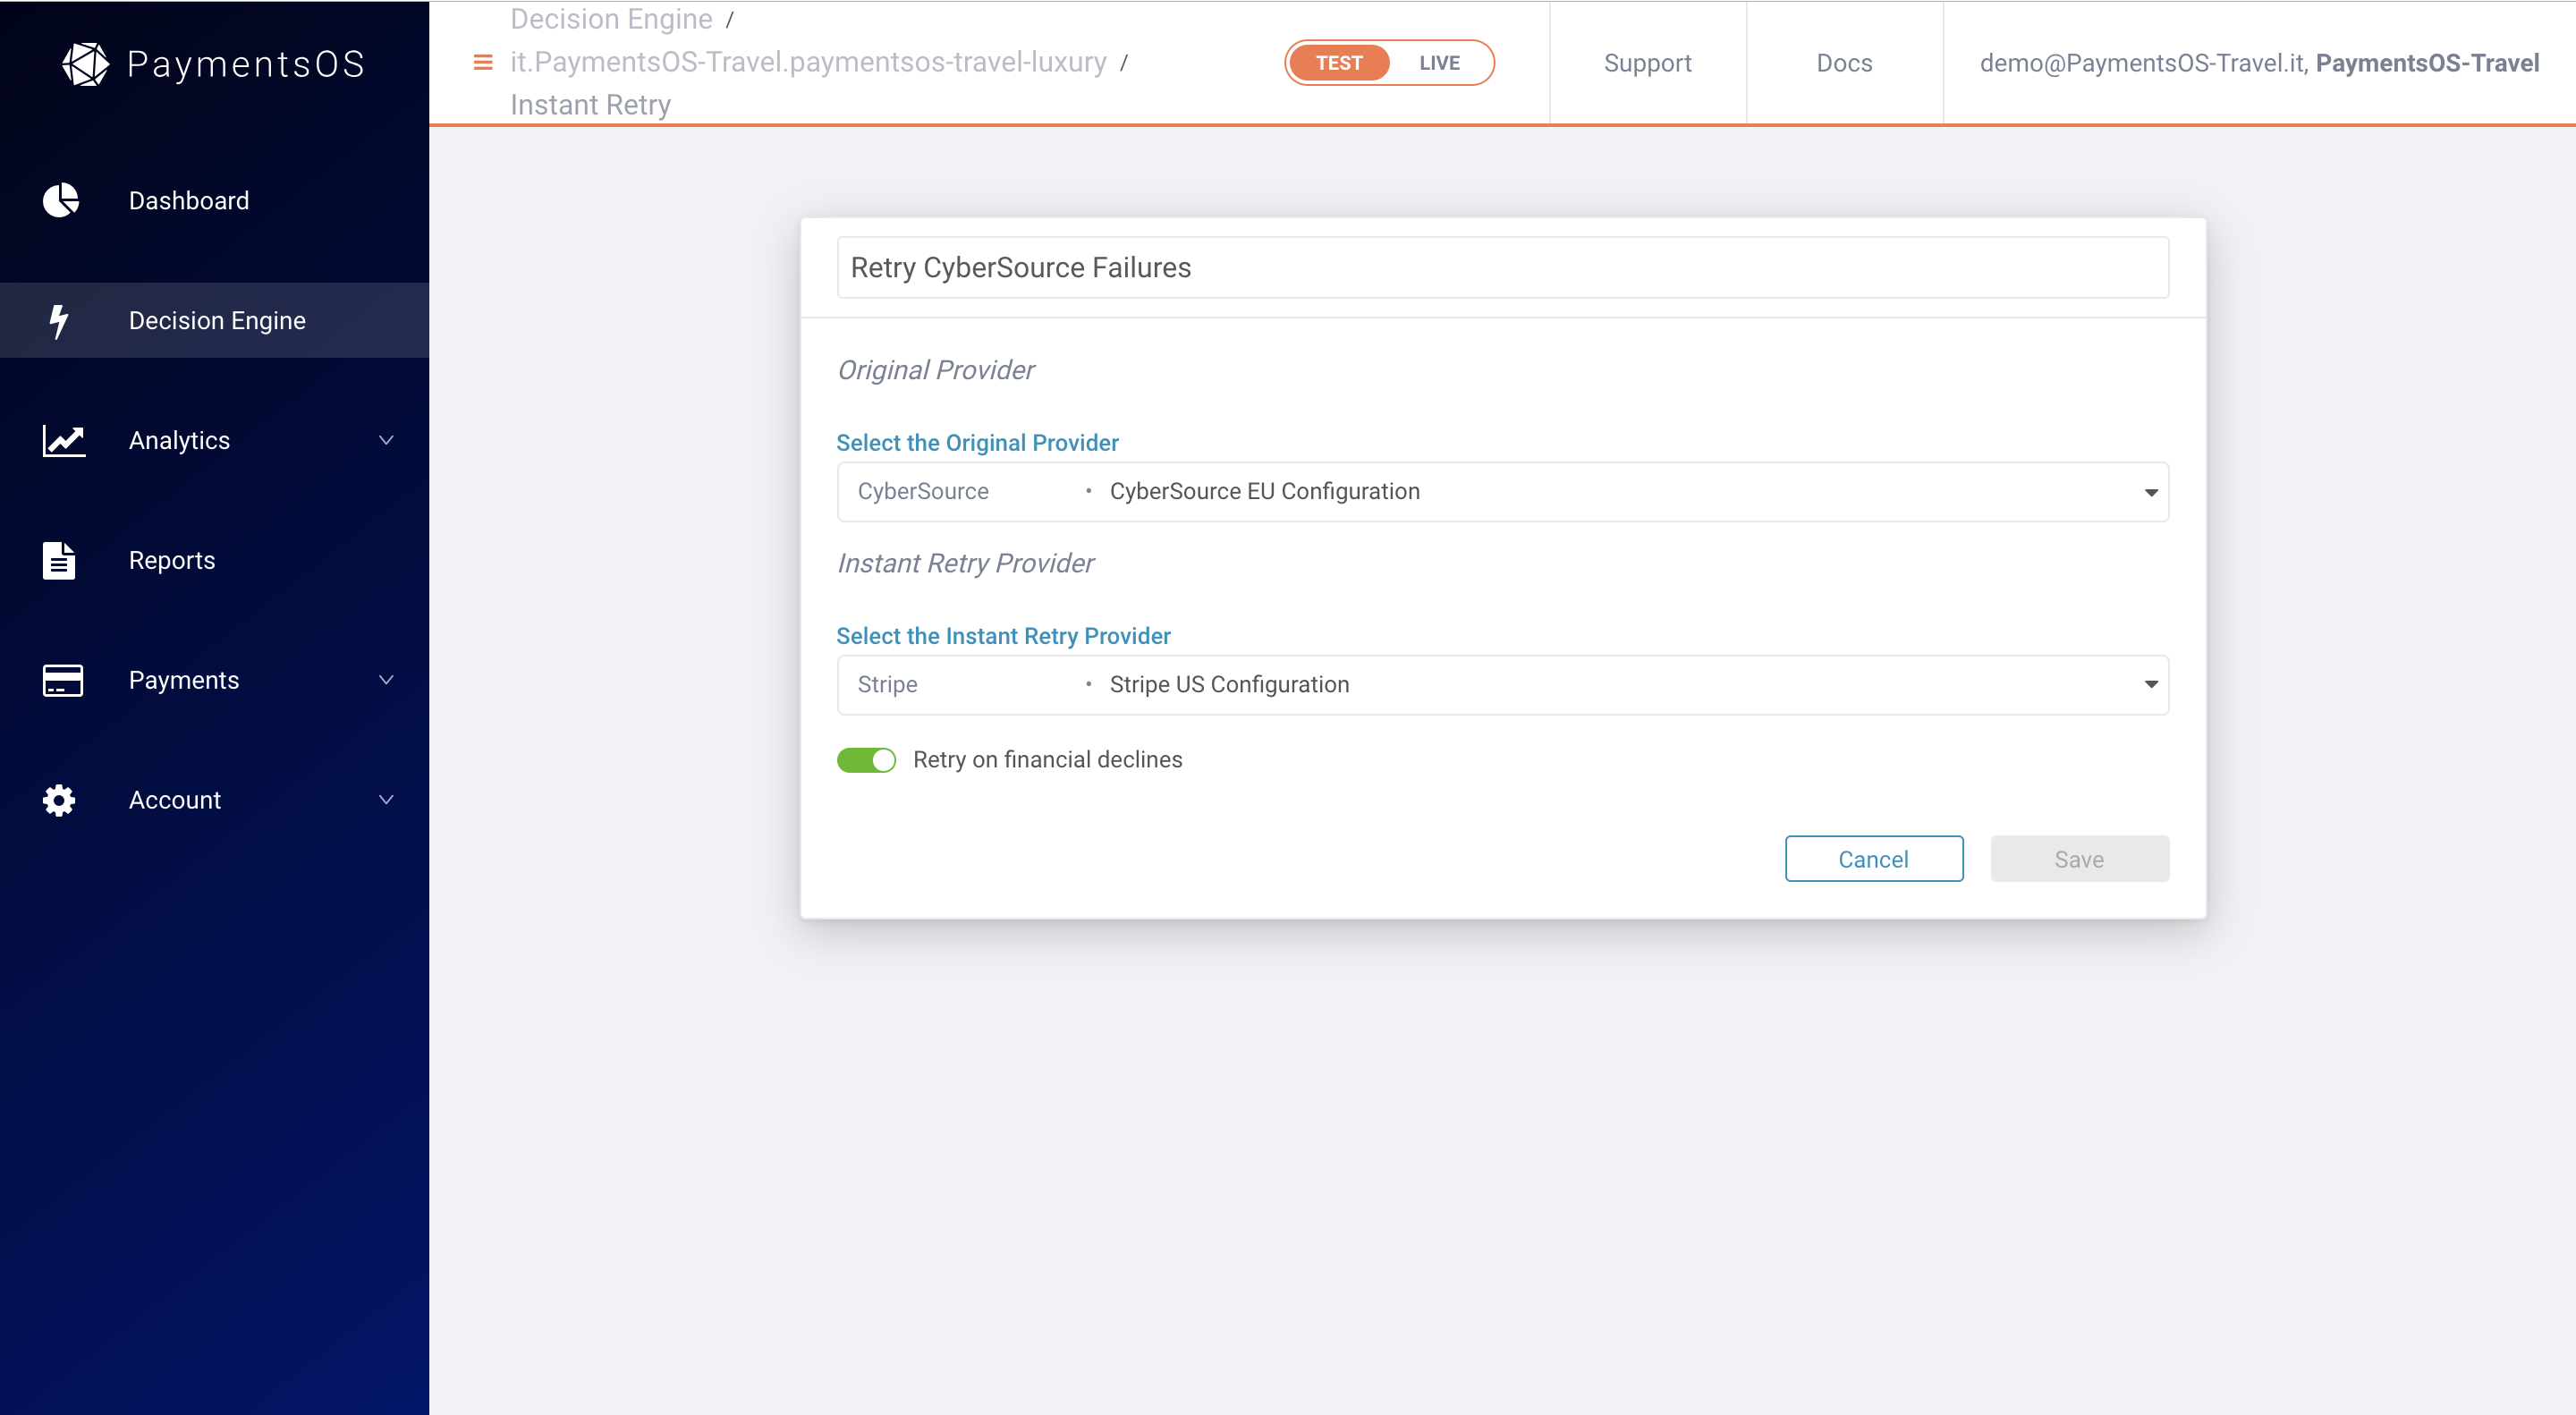 PaymentsOS
Dashboard
Decision Engine
Analytics
Reports
Payments
Account
Decision Engine /
it.PaymentsOS-Travel.paymentsos-travel-luxury /
Instant Retry
TEST LIVE
Support
Docs
demo@PaymentsOS-Travel.it, PaymentsOS-Travel
Retry CyberSource Failures
Original Provider
Select the Original Provider
CyberSource • CyberSource EU Configuration
Instant Retry Provider
Select the Instant Retry Provider
Stripe • Stripe US Configuration
Retry on financial declines
Cancel Save